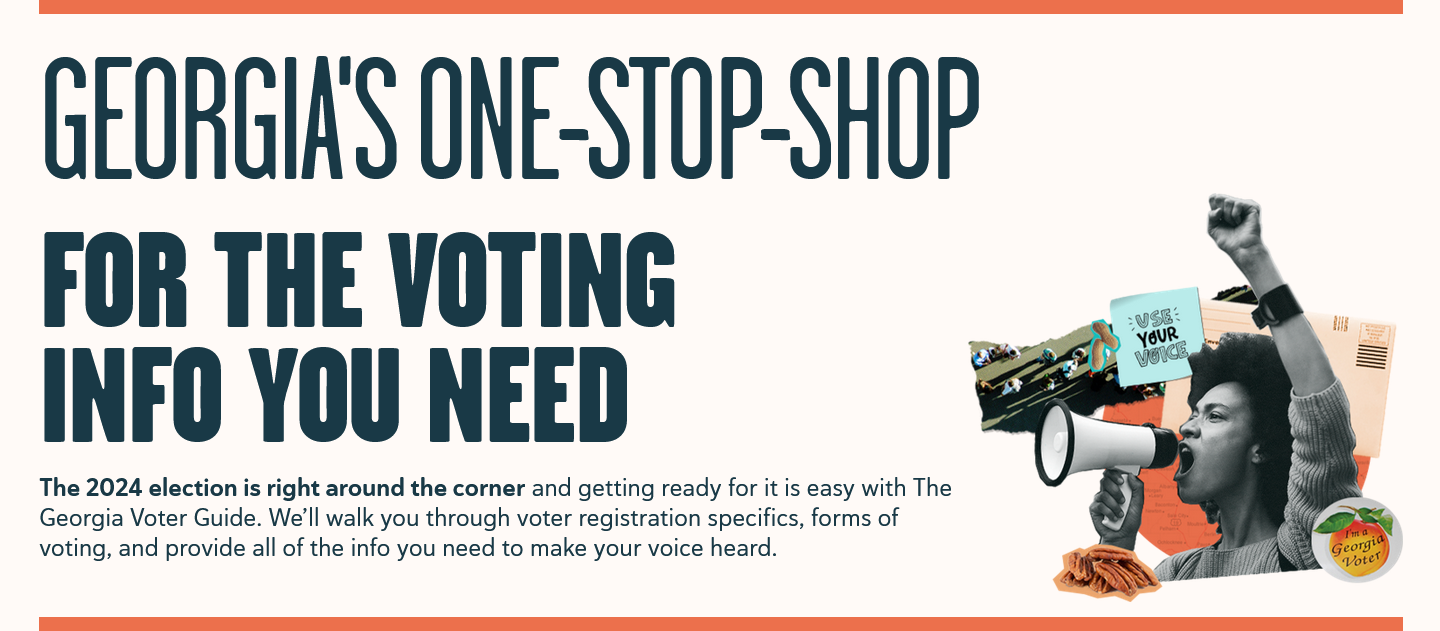 GEORGIA'S ONE-STOP-SHOP
FOR THE VOTING
INFO YOU NEED
The 2024 election is right around the corner and getting ready for it is easy with The
Georgia Voter Guide. We’ll walk you through voter registration specifics, forms of
voting, and provide all of the info you need to make your voice heard.
USE
YOUR
VOICE
I'm a
Georgia
Voter